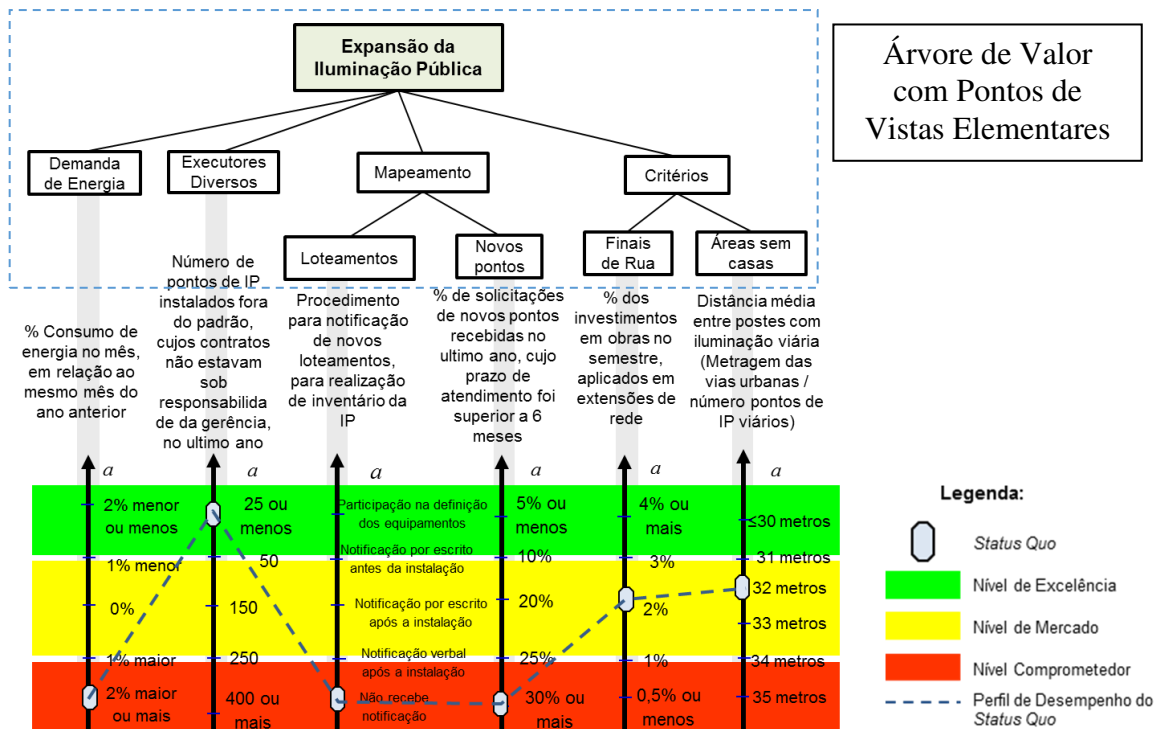 Expansão da
Iluminação Pública
Árvore de Valor
com Pontos de
Vistas Elementares
Demanda
de Energia
Executores
Diversos
Mapeamento
Critérios
Loteamentos
Novos
pontos
Finais
de Rua
Áreas sem
casas
% Consumo de
energia no mês,
em relação ao
mesmo mês do
ano anterior
Número de
pontos de IP
instalados fora
do padrão,
cujos contratos
não estavam
sob
responsabilida
de da gerência,
no ultimo ano
Procedimento
para notificação
de novos
loteamentos,
para realização
de inventário da
IP
% de solicitações
de novos pontos
recebidas no
ultimo ano, cujo
prazo de
atendimento foi
superior a 6
meses
% dos
investimentos
em obras no
semestre,
aplicados em
extensões de
rede
Distância média
entre postes com
iluminação viária
(Metragem das
vias urbanas /
número pontos de
IP viários)
a
a
a
a
a
a
2% menor
ou menos
1% menor
0%
1% maior
2% maior
ou mais
25 ou
menos
50
150
250
400 ou
mais
Participação na definição
dos equipamentos
Notificação por escrito
antes da instalação
Notificação por escrito
após a instalação
Notificação verbal
após a instalação
Não recebe
notificação
5% ou
menos
10%
20%
25%
30% ou
mais
4% ou
mais
3%
2%
1%
0,5% ou
menos
≤30 metros
31 metros
32 metros
33 metros
34 metros
35 metros
Legenda:
Status Quo
Nível de Excelência
Nível de Mercado
Nível Comprometedor
Perfil de Desempenho do
Status Quo